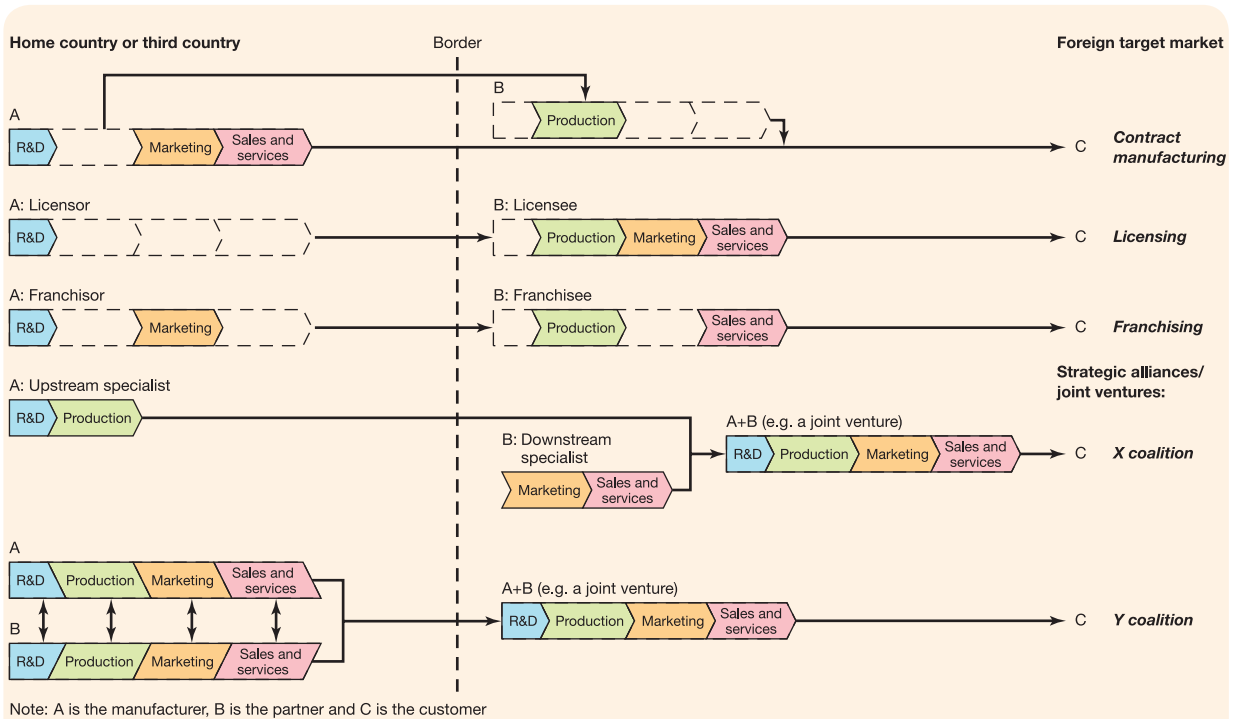 Home country or third country
Border
Foreign target market
A
R&D
Marketing
Sales and
services
B
Production
C
Contract
manufacturing
A: Licensor
R&D
B: Licensee
Production
Marketing
Sales and
services
C
Licensing
A: Franchisor
R&D
Marketing
B: Franchisee
Production
Sales and
services
C
Franchising
Strategic alliances/
joint ventures:
A: Upstream specialist
R&D
Production
B: Downstream
specialist
Marketing
Sales and
services
A+B (e.g. a joint venture)
R&D
Production
Marketing
Sales and
services
C
X coalition
A
R&D
Production
Marketing
Sales and
services
B
R&D
Production
Marketing
Sales and
services
A+B (e.g. a joint venture)
R&D
Production
Marketing
Sales and
services
C
Y coalition
Note: A is the manufacturer, B is the partner and C is the customer